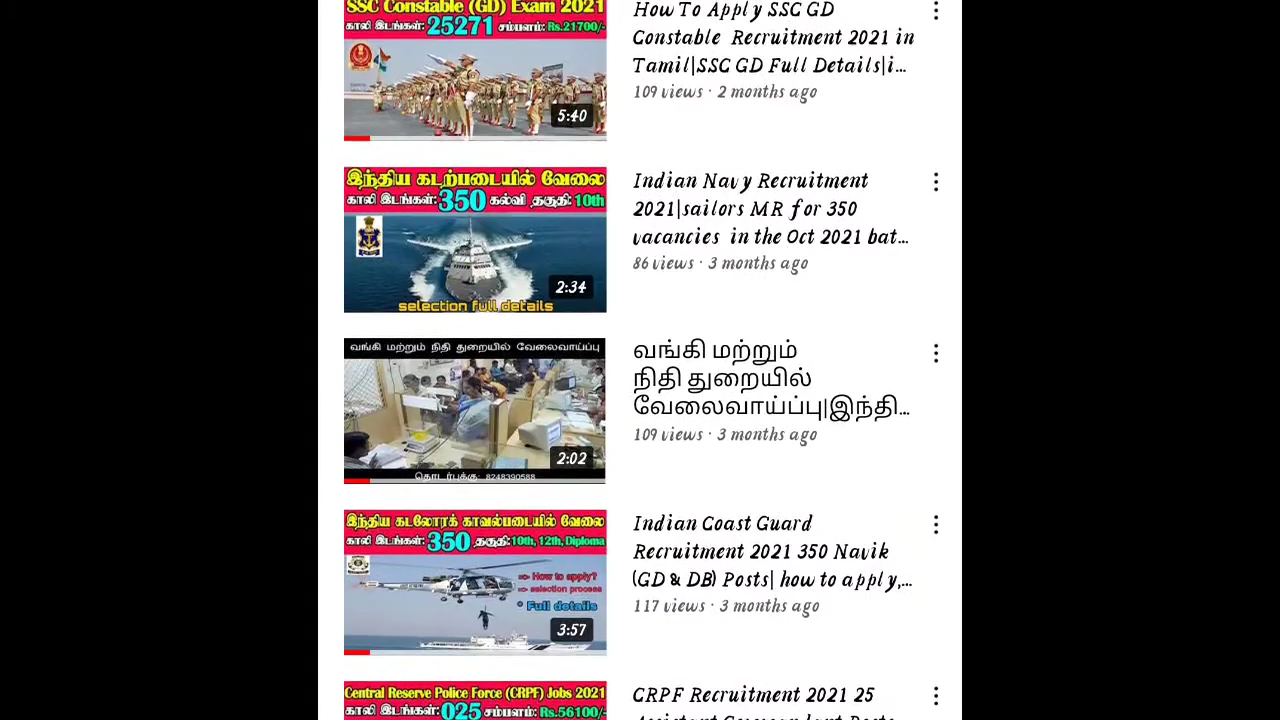 SSC Constable (GD) Exam 2021
காலி இடங்கள்: 25271 சம்பளம்: Rs.21700/-
5:40
How To Apply SSC GD
Constable Recruitment 2021 in
Tamil|SSC GD Full Details|i...
109 views · 2 months ago
இந்திய கடற்படையில் வேலை
காலி இடங்கள்: 350 கல்வி தகுதி: 10th
selection full details
2:34
Indian Navy Recruitment
2021|sailors MR for 350
vacancies in the Oct 2021 bat...
86 views · 3 months ago
வங்கி மற்றும் நிதி துறையில் வேலைவாய்ப்பு
தொடர்புக்கு: 8248390588
2:02
வங்கி மற்றும்
நிதி துறையில்
வேலைவாய்ப்பு|இந்தி...
109 views · 3 months ago
இந்திய கடலோரக் காவல்படையில் வேலை
காலி இடங்கள்: 350 தகுதி: 10th, 12th, Diploma
=> How to apply?
=> selection process
* Full details
3:57
Indian Coast Guard
Recruitment 2021 350 Navik
(GD & DB) Posts| how to apply,...
117 views · 3 months ago
Central Reserve Police Force (CRPF) Jobs 2021
காலி இடங்கள்: 025 சம்பளம்: Rs.56100/-
CRPF Recruitment 2021 25
Assistant Commandant Posts